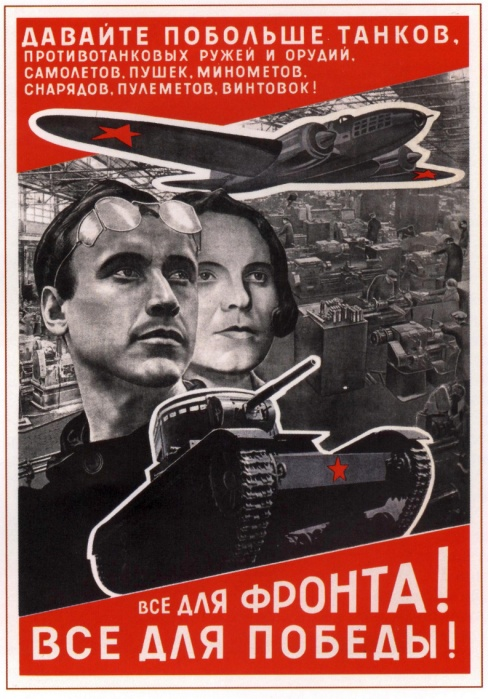 ДАВАЙТЕ ПОБОЛЬШЕ ТАНКОВ,
ПРОТИВОТАНКОВЫХ РУЖЕЙ И ОРУДИЙ,
САМОЛЕТОВ, ПУШЕК, МИНОМЕТОВ,
СНАРЯДОВ, ПУЛЕМЕТОВ, ВИНТОВОК!
ВСЕ ДЛЯ ФРОНТА!
ВСЕ ДЛЯ ПОБЕДЫ!